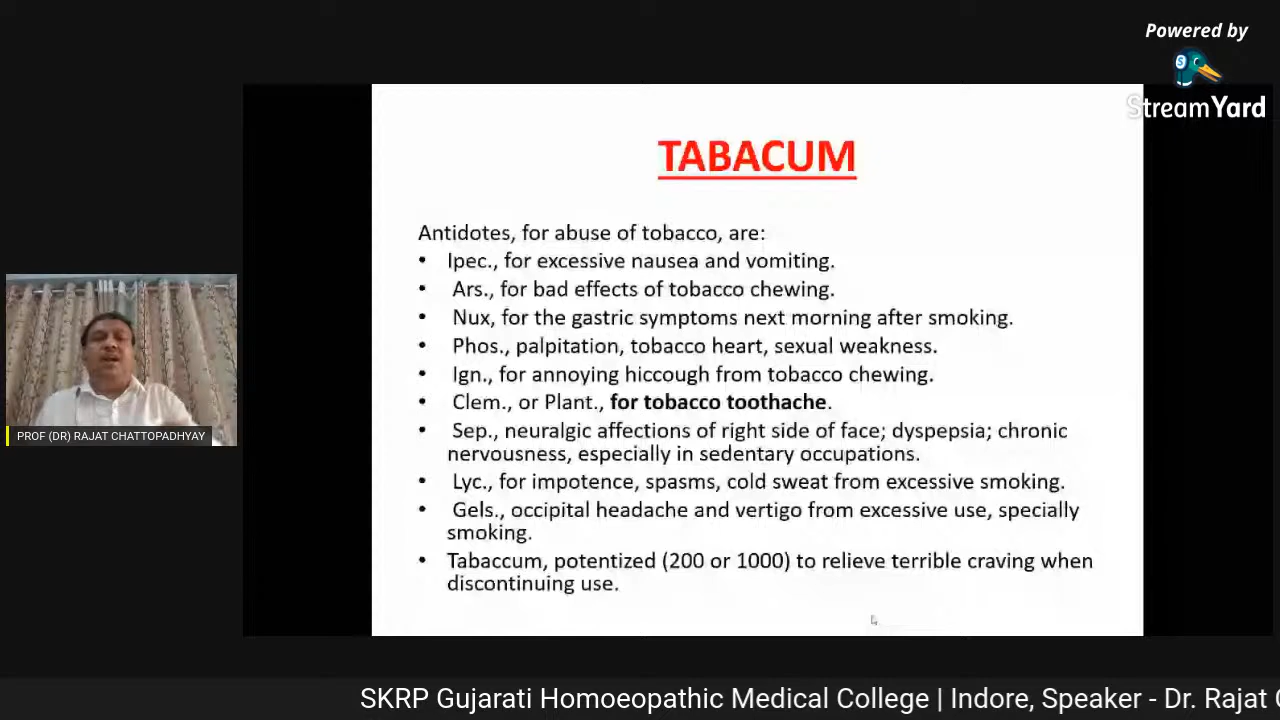 Powered by
StreamYard
TABACUM
Antidotes, for abuse of tobacco, are:
• Ipec., for excessive nausea and vomiting.
• Ars., for bad effects of tobacco chewing.
• Nux, for the gastric symptoms next morning after smoking.
• Phos., palpitation, tobacco heart, sexual weakness.
• Ign., for annoying hiccough from tobacco chewing.
• Clem., or Plant., for tobacco toothache.
• Sep., neuralgic affections of right side of face; dyspepsia; chronic
nervousness, especially in sedentary occupations.
• Lyc., for impotence, spasms, cold sweat from excessive smoking.
• Gels., occipital headache and vertigo from excessive use, specially
smoking.
• Tabaccum, potentized (200 or 1000) to relieve terrible craving when
discontinuing use.
PROF (DR) RAJAT CHATTOPADHYAY
SKRP Gujarati Homoeopathic Medical College | Indore, Speaker - Dr. Rajat